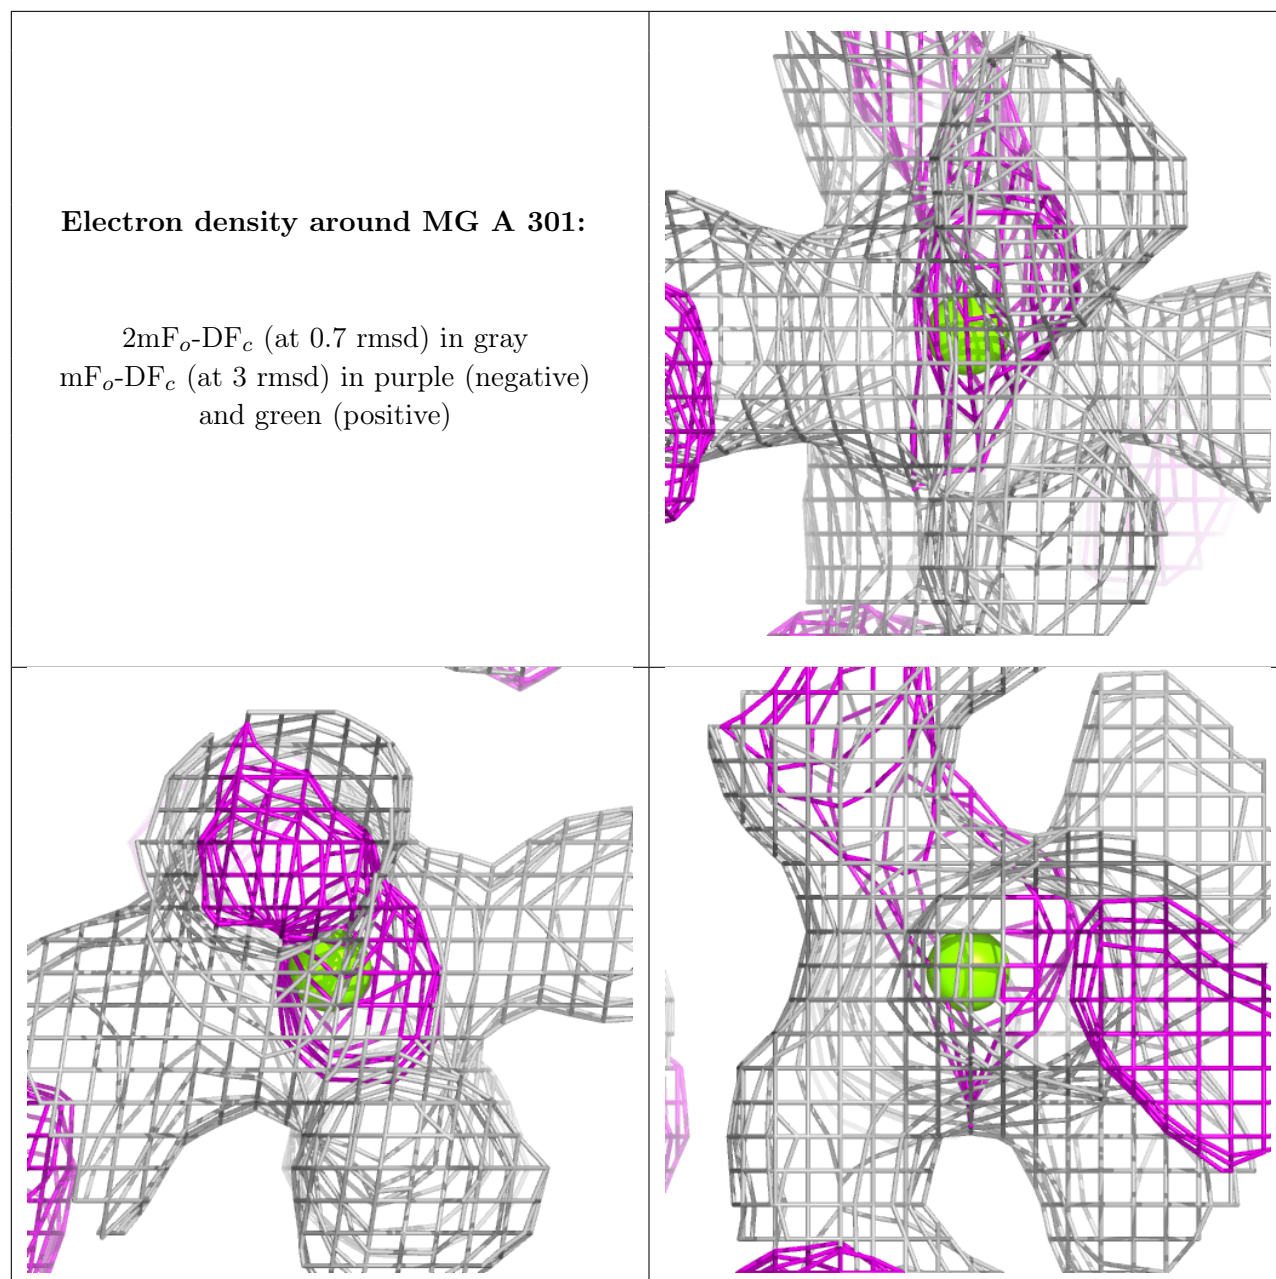 Electron density around MG A 301:
2mFo-DFc (at 0.7 rmsd) in gray
mFo-DFc (at 3 rmsd) in purple (negative)
and green (positive)